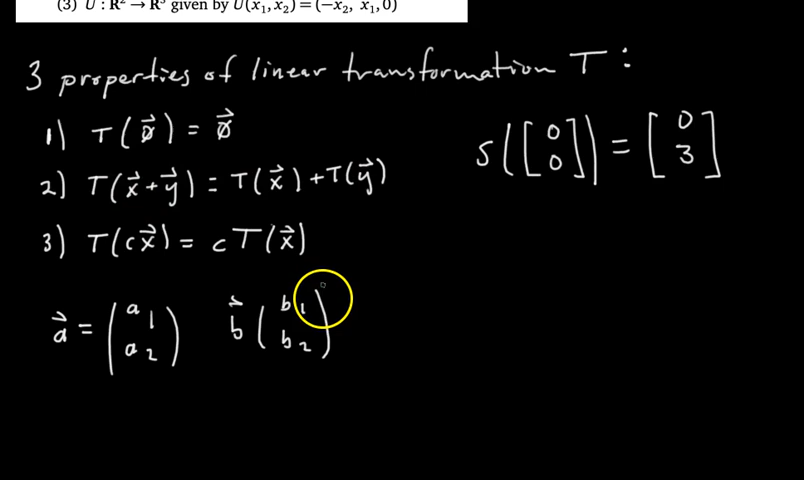 (3) U : R² → R³ given by U(x₁, x₂) = (−x₂, x₁, 0)
3 properties of linear transformation T :
1) T(0⃗) = 0⃗
2) T(x⃗+y⃗) = T(x⃗)+T(y⃗)
3) T(cx⃗) = cT(x⃗)
S([0 0]) = [0 3]
a⃗ = (a₁ a₂) b⃗ (b₁ b₂)